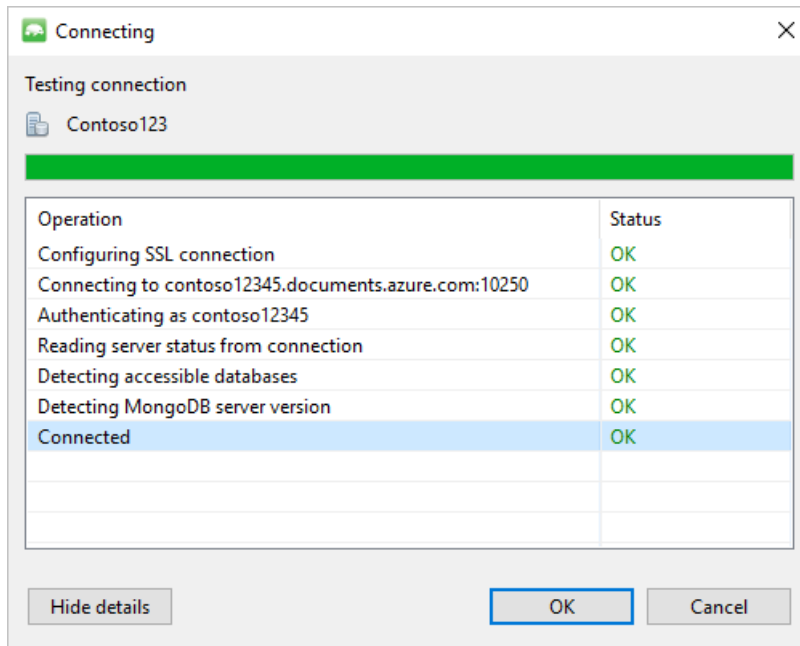 Connecting
Testing connection
Contoso123
Operation Status
Configuring SSL connection OK
Connecting to contoso12345.documents.azure.com:10250 OK
Authenticating as contoso12345 OK
Reading server status from connection OK
Detecting accessible databases OK
Detecting MongoDB server version OK
Connected OK
Hide details OK Cancel